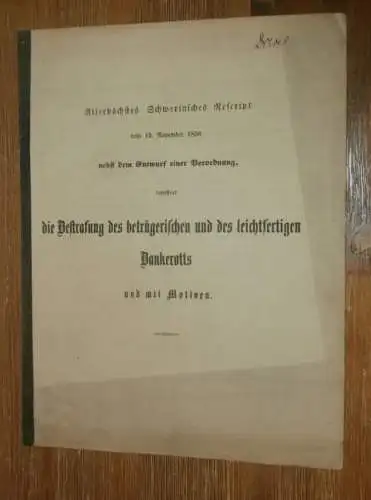 Allerhöchstes Schwerinsches Rescript
vom 12. November 1856
nebst dem Entwurf einer Verordnung,
betreffend
die Bestrafung des betrügerischen und des leichtfertigen
Bankerotts
und mit Motiven.